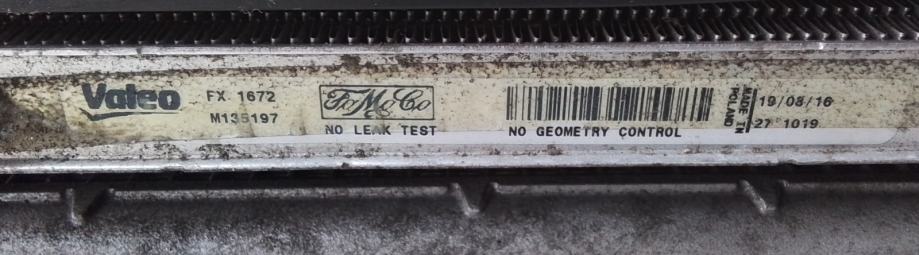 Valeo
FX 1672
M135197
FoMoCo
NO LEAK TEST
NO GEOMETRY CONTROL
MADE IN
POLAND
19/08/16
27 1019